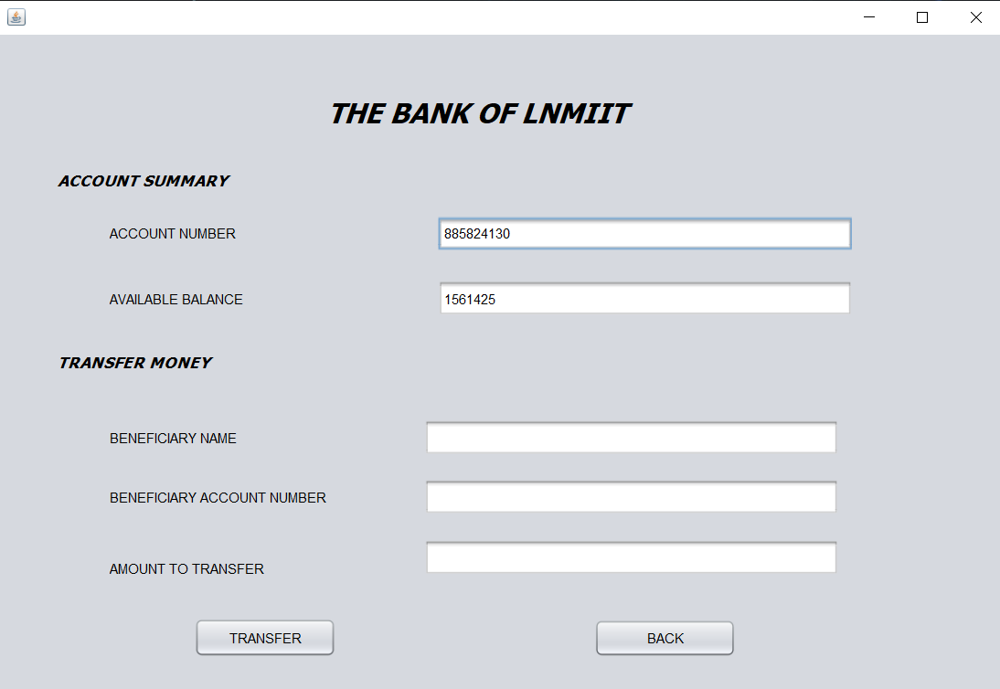 THE BANK OF LNMIIT
ACCOUNT SUMMARY
ACCOUNT NUMBER 885824130
AVAILABLE BALANCE 1561425
TRANSFER MONEY
BENEFICIARY NAME
BENEFICIARY ACCOUNT NUMBER
AMOUNT TO TRANSFER
TRANSFER BACK